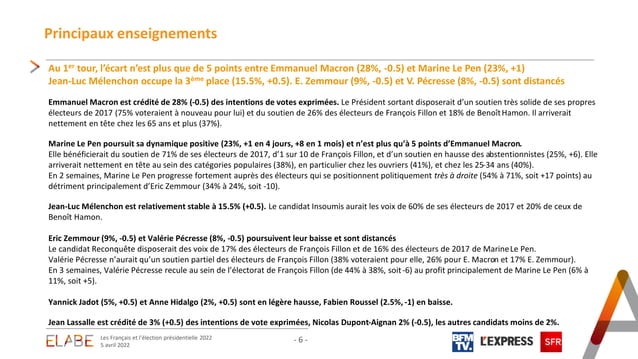 Principaux enseignements
Au 1er tour, l'écart n'est plus que de 5 points entre Emmanuel Macron (28%, -0.5) et Marine Le Pen (23%, +1)
Jean-Luc Mélenchon occupe la 3ème place (15.5%, +0.5). E. Zemmour (9%, -0.5) et V. Pécresse (8%, -0.5) sont distancés
Emmanuel Macron est crédité de 28% (-0.5) des intentions de votes exprimées. Le Président sortant disposerait d'un soutien très solide de ses propres
électeurs de 2017 (75% voteraient à nouveau pour lui) et du soutien de 26% des électeurs de François Fillon et 18% de Benoît Hamon. Il arriverait
nettement en tête chez les 65 ans et plus (37%).
Marine Le Pen poursuit sa dynamique positive (23%, +1 en 4 jours, +8 en 1 mois) et n'est plus qu'à 5 points d'Emmanuel Macron.
Elle bénéficierait du soutien de 71% de ses électeurs de 2017, d'1 sur 10 de François Fillon, et d'un soutien en hausse des abstentionnistes (25%, +6). Elle
arriverait nettement en tête au sein des catégories populaires (38%), en particulier chez les ouvriers (41%), et chez les 25-34 ans (40%).
En 2 semaines, Marine Le Pen progresse fortement auprès des électeurs qui se positionnent politiquement très à droite (54% à 71%, soit +17 points) au
détriment principalement d'Eric Zemmour (34% à 24%, soit -10).
Jean-Luc Mélenchon est relativement stable à 15.5% (+0.5). Le candidat Insoumis aurait les voix de 60% de ses électeurs de 2017 et 20% de ceux de
Benoît Hamon.
Eric Zemmour (9%, -0.5) et Valérie Pécresse (8%, -0.5) poursuivent leur baisse et sont distancés
Le candidat Reconquête disposerait des voix de 17% des électeurs de François Fillon et de 16% des électeurs de 2017 de Marine Le Pen.
Valérie Pécresse n'aurait qu'un soutien partiel des électeurs de François Fillon (38% voteraient pour elle, 26% pour E. Macron et 17% E. Zemmour).
En 3 semaines, Valérie Pécresse recule au sein de l'électorat de François Fillon (de 44% à 38%, soit -6) au profit principalement de Marine Le Pen (6% à
11%, soit +5).
Yannick Jadot (5%, +0.5) et Anne Hidalgo (2%, +0.5) sont en légère hausse, Fabien Roussel (2.5%, -1) en baisse.
Jean Lassalle est crédité de 3% (+0.5) des intentions de vote exprimées, Nicolas Dupont-Aignan 2% (-0.5), les autres candidats moins de 2%.
ELABE
Les Français et l'élection présidentielle 2022
5 avril 2022
- 6 -
BFM TV.
L'EXPRESS
SFR